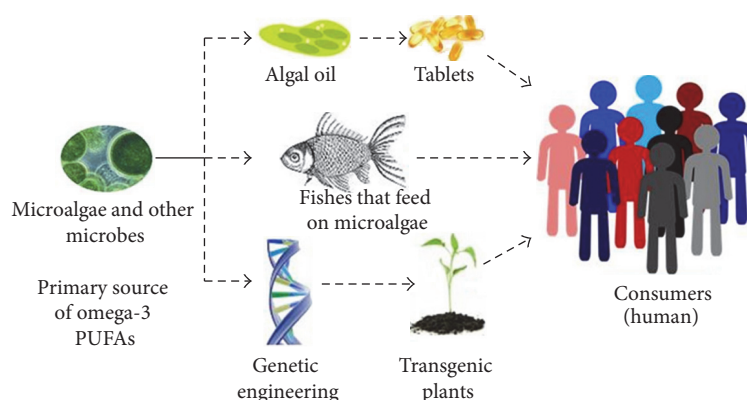 Algal oil
Tablets
Microalgae and other
microbes
Primary source
of omega-3
PUFAs
Fishes that feed
on microalgae
Genetic
engineering
Transgenic
plants
Consumers
(human)